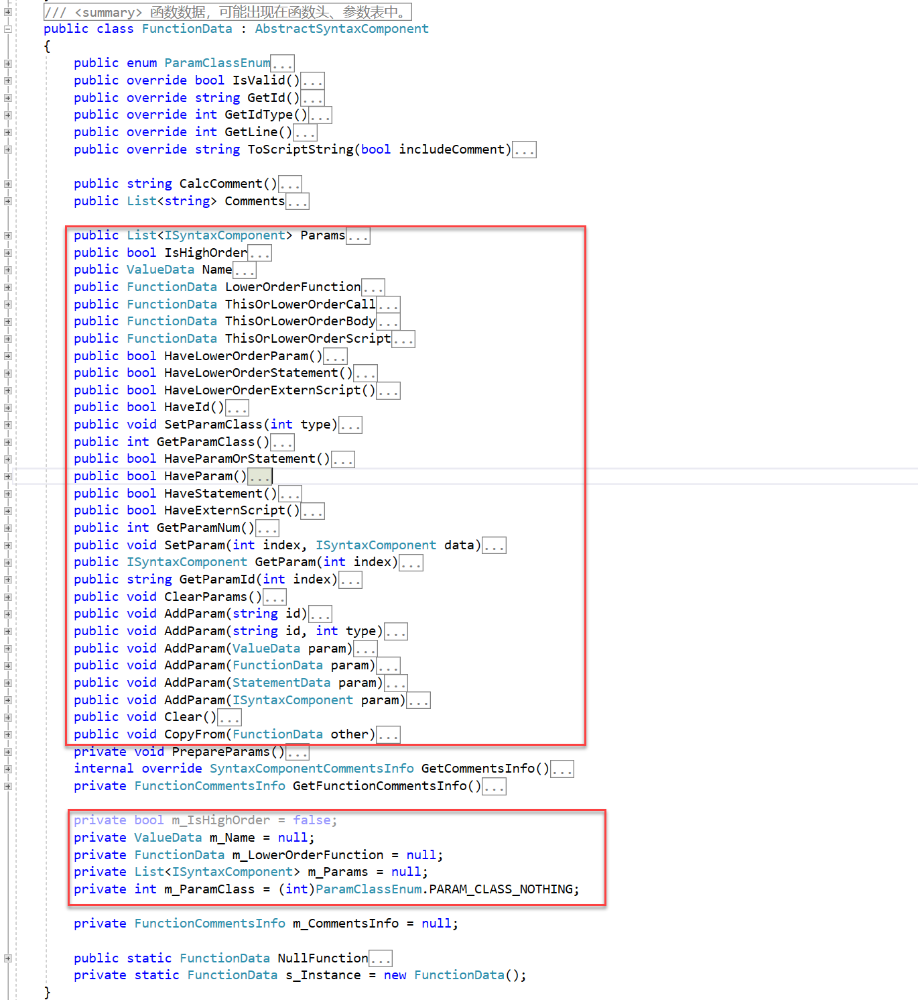 /// <summary> 函数数据，可能出现在函数头、参数表中。
public class FunctionData : AbstractSyntaxComponent
{
public enum ParamClassEnum...
public override bool IsValid()...
public override string GetId()...
public override int GetIdType()...
public override int GetLine()...
public override string ToScriptString(bool includeComment)...
public string CalcComment()...
public List<string> Comments...
public List<ISyntaxComponent> Params...
public bool IsHighOrder...
public ValueData Name...
public FunctionData LowerOrderFunction...
public FunctionData ThisOrLowerOrderCall...
public FunctionData ThisOrLowerOrderBody...
public FunctionData ThisOrLowerOrderScript...
public bool HaveLowerOrderParam()...
public bool HaveLowerOrderStatement()...
public bool HaveLowerOrderExternScript()...
public bool HaveId()...
public void SetParamClass(int type)...
public int GetParamClass()...
public bool HaveParamOrStatement()...
public bool HaveParam()...
public bool HaveStatement()...
public bool HaveExternScript()...
public int GetParamNum()...
public void SetParam(int index, ISyntaxComponent data)...
public ISyntaxComponent GetParam(int index)...
public string GetParamId(int index)...
public void ClearParams()...
public void AddParam(string id)...
public void AddParam(string id, int type)...
public void AddParam(ValueData param)...
public void AddParam(FunctionData param)...
public void AddParam(StatementData param)...
public void AddParam(ISyntaxComponent param)...
public void Clear()...
public void CopyFrom(FunctionData other)...
private void PrepareParams()...
internal override SyntaxComponentCommentsInfo GetCommentsInfo()...
private FunctionCommentsInfo GetFunctionCommentsInfo()...
private bool m_IsHighOrder = false;
private ValueData m_Name = null;
private FunctionData m_LowerOrderFunction = null;
private List<ISyntaxComponent> m_Params = null;
private int m_ParamClass = (int)ParamClassEnum.PARAM_CLASS_NOTHING;
private FunctionCommentsInfo m_CommentsInfo = null;
public static FunctionData NullFunction...
private static FunctionData s_Instance = new FunctionData();
}